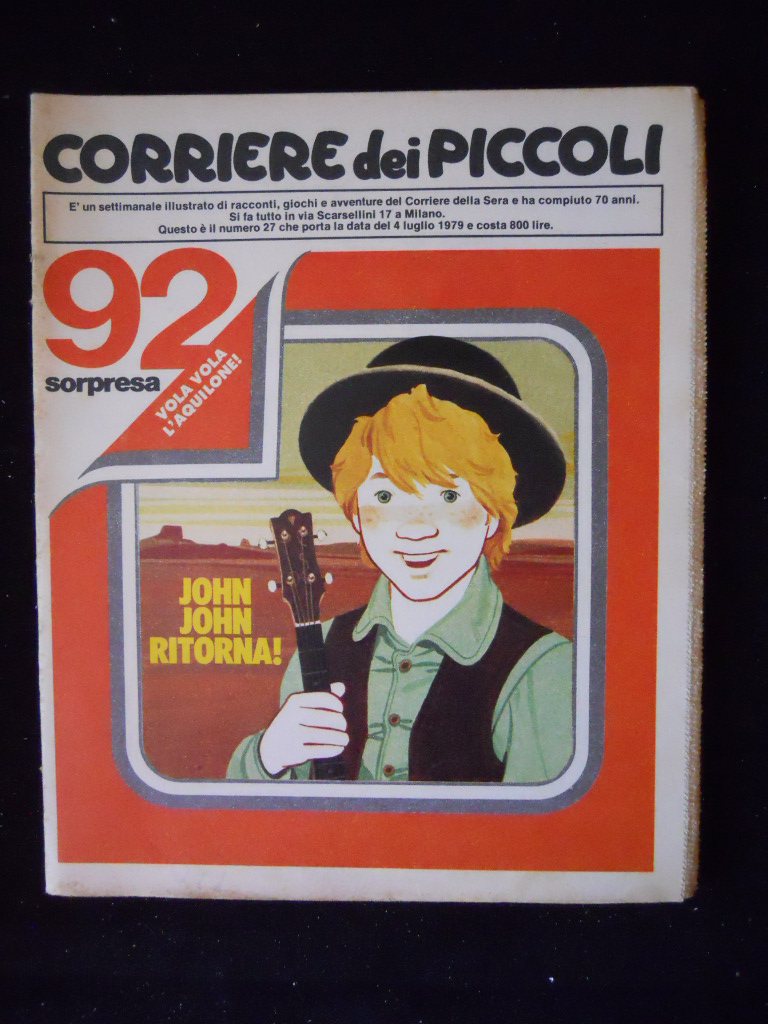 CORRIERE dei PICCOLI
E' un settimanale illustrato di racconti, giochi e avventure del Corriere della Sera e ha compiuto 70 anni.
Si fa tutto in via Scarsellini 17 a Milano.
Questo è il numero 27 che porta la data del 4 luglio 1979 e costa 800 lire.
92
sorpresa
VOLA VOLA
L'AQUILONE!
JOHN
JOHN
RITORNA!